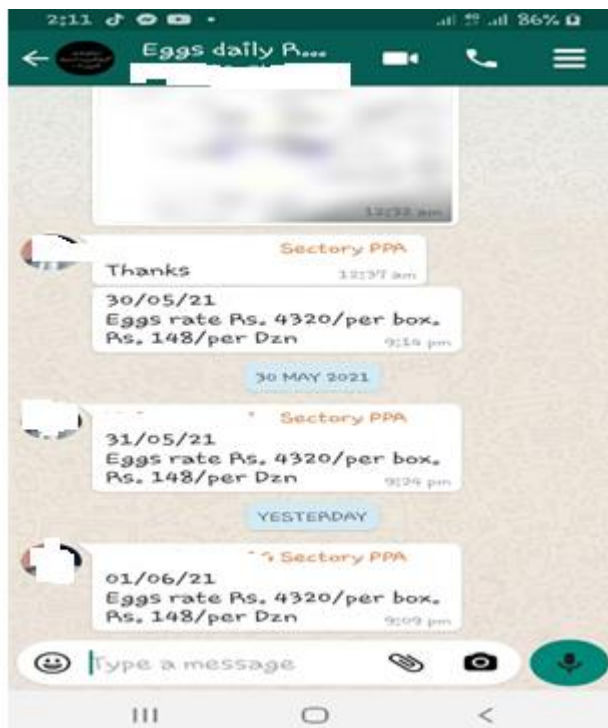 2:11 86%
Eggs daily R...
12:32 am
Sectory PPA
Thanks
12:37 am
30/05/21
Eggs rate Rs. 4320/per box.
Rs. 148/per Dzn 9:14 pm
30 MAY 2021
Sectory PPA
31/05/21
Eggs rate Rs. 4320/per box.
Rs. 148/per Dzn 9:24 pm
YESTERDAY
Sectory PPA
01/06/21
Eggs rate Rs. 4320/per box.
Rs. 148/per Dzn 9:09 pm
Type a message